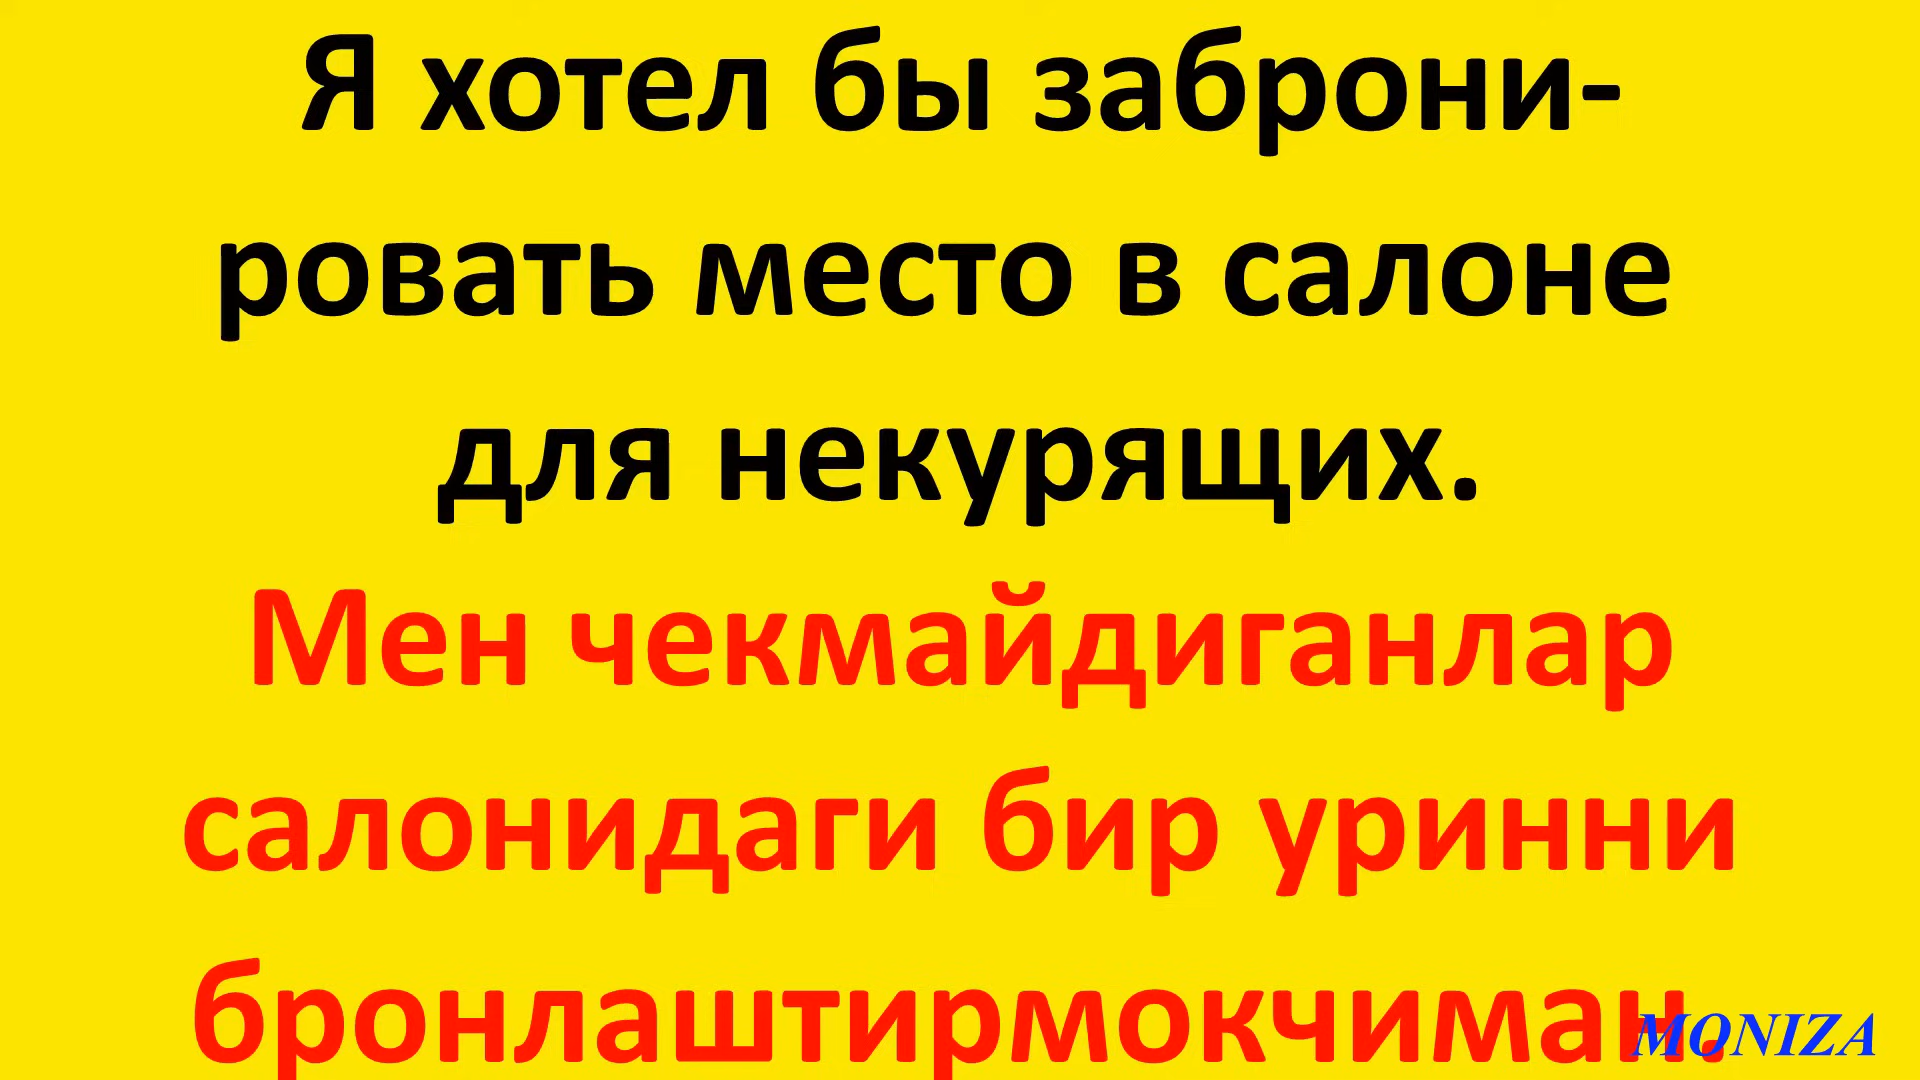 Я хотел бы заброни-
ровать место в салоне
для некурящих.
Мен чекмайдиганлар
салонидаги бир уринни
бронлаштирмокчиман.
MONIZA